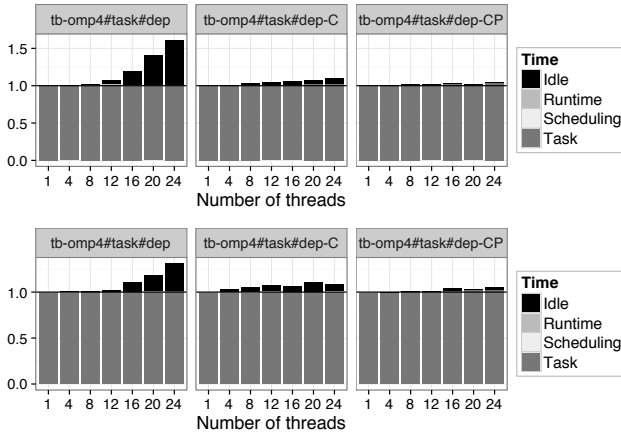 tb-omp4#task#dep tb-omp4#task#dep-C tb-omp4#task#dep-CP
1.5
1.0
0.5
0.0
Time
Idle
Runtime
Scheduling
Task
1 4 8 12 16 20 24 1 4 8 12 16 20 24 1 4 8 12 16 20 24
Number of threads
tb-omp4#task#dep tb-omp4#task#dep-C tb-omp4#task#dep-CP
1.0
0.5
0.0
Time
Idle
Runtime
Scheduling
Task
1 4 8 12 16 20 24 1 4 8 12 16 20 24 1 4 8 12 16 20 24
Number of threads